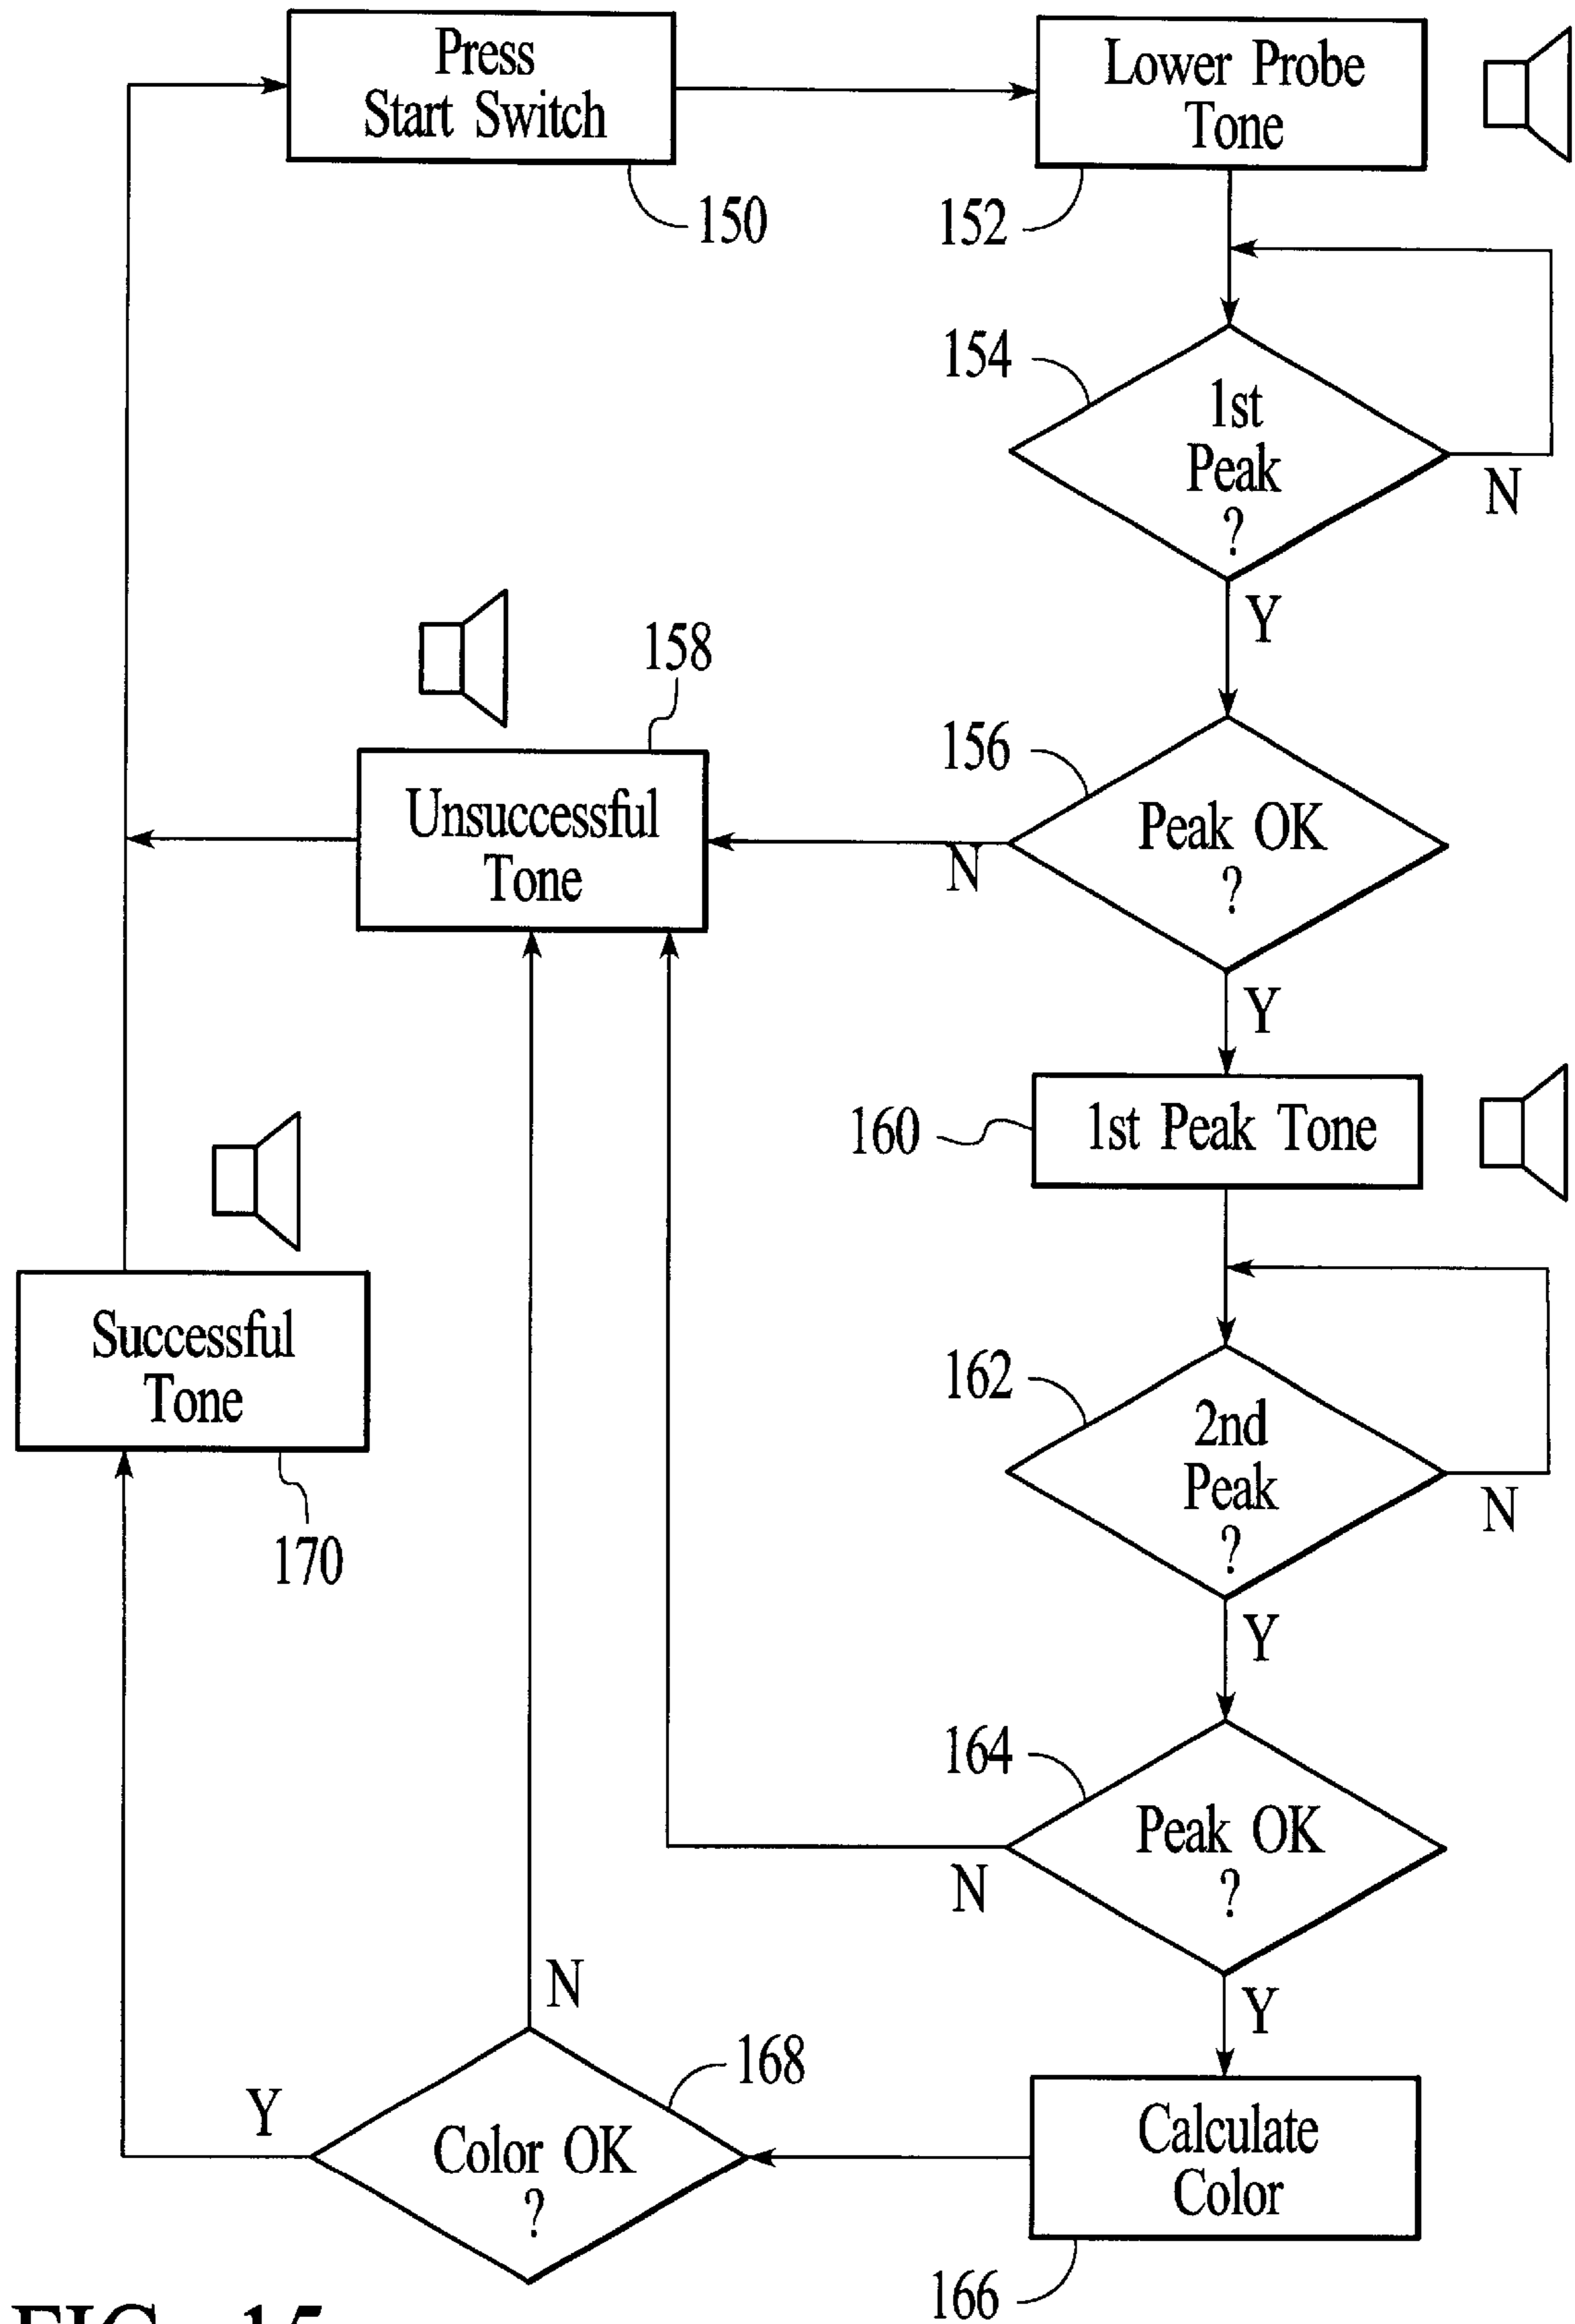 Press
Start Switch
150
Lower Probe
Tone
152
154
1st
Peak
?
N
Y
158
Unsuccessful
Tone
156
Peak OK
?
N
Y
160
1st Peak Tone
Successful
Tone
170
162
2nd
Peak
?
N
Y
164
Peak OK
?
N
Y
N
168
Y
Color OK
?
Calculate
Color
166